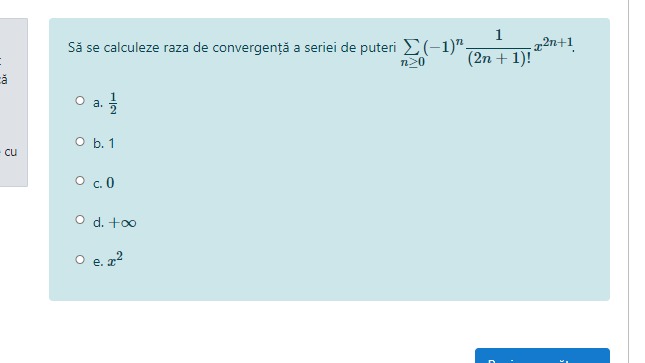 Să se calculeze raza de convergență a seriei de puteri $\sum_{n \geq 0} (-1)^n \frac{1}{(2n+1)!} x^{2n+1}$.
a. $\frac{1}{2}$
b. 1
ă
cu
c. 0
d. $+\infty$
e. $x^2$